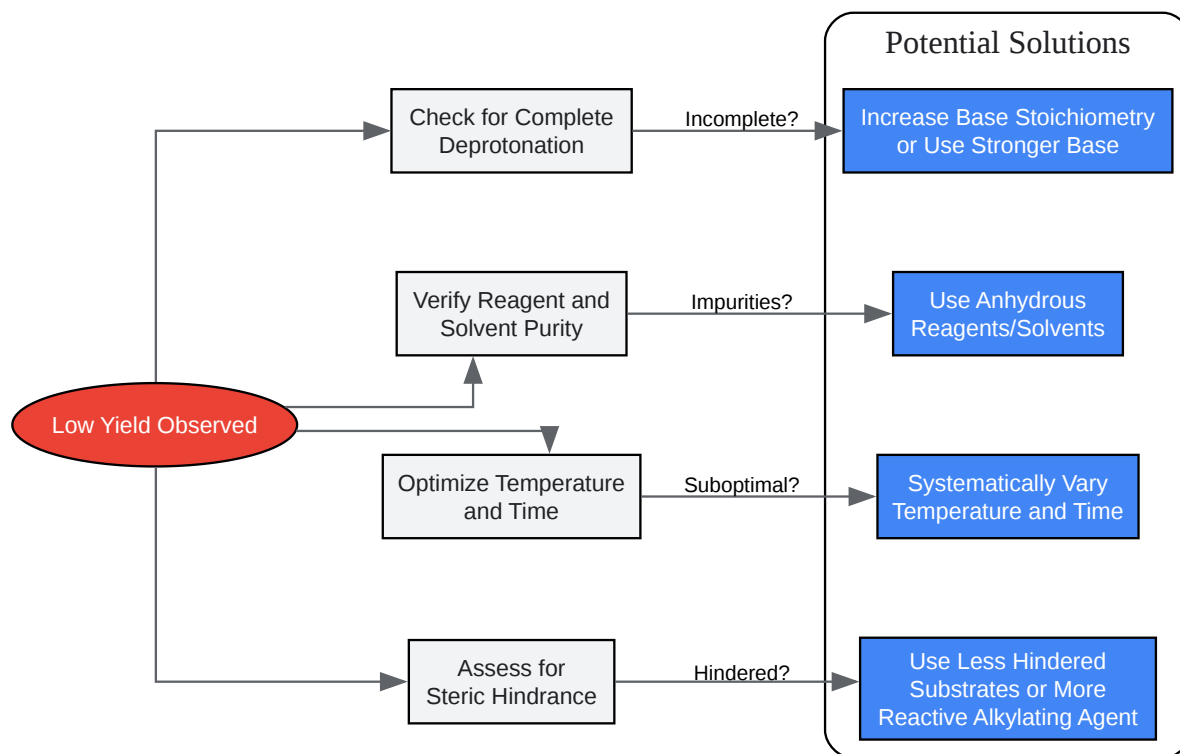 Potential Solutions
Check for Complete
Deprotonation
Incomplete?
Increase Base Stoichiometry
or Use Stronger Base
Verify Reagent and
Solvent Purity
Impurities?
Use Anhydrous
Reagents/Solvents
Low Yield Observed
Optimize Temperature
and Time
Suboptimal?
Systematically Vary
Temperature and Time
Assess for
Steric Hindrance
Hindered?
Use Less Hindered
Substrates or More
Reactive Alkylating Agent